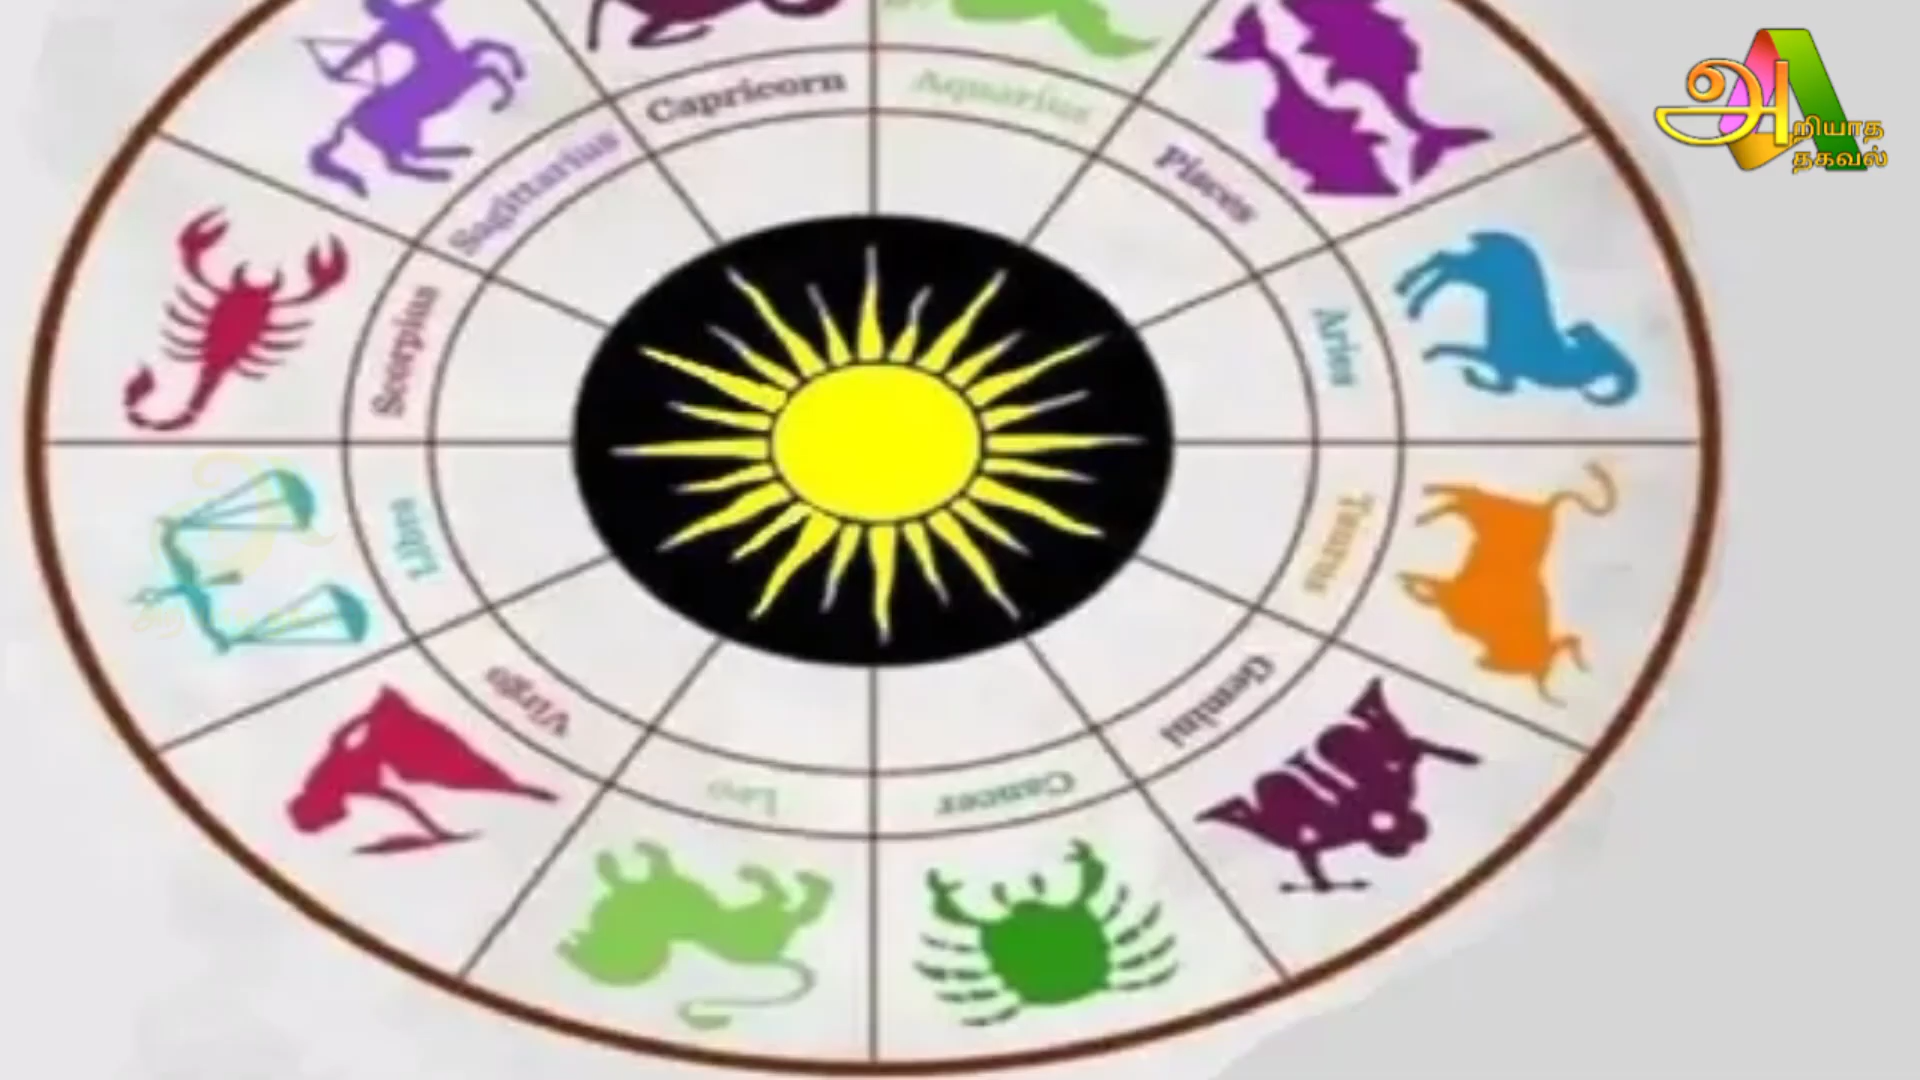 Capricorn
Aquarius
Sagittarius
Pisces
Scorpius
Aries
Libra
Taurus
Virgo
Gemini
Leo
Cancer
அறியாத
தகவல்